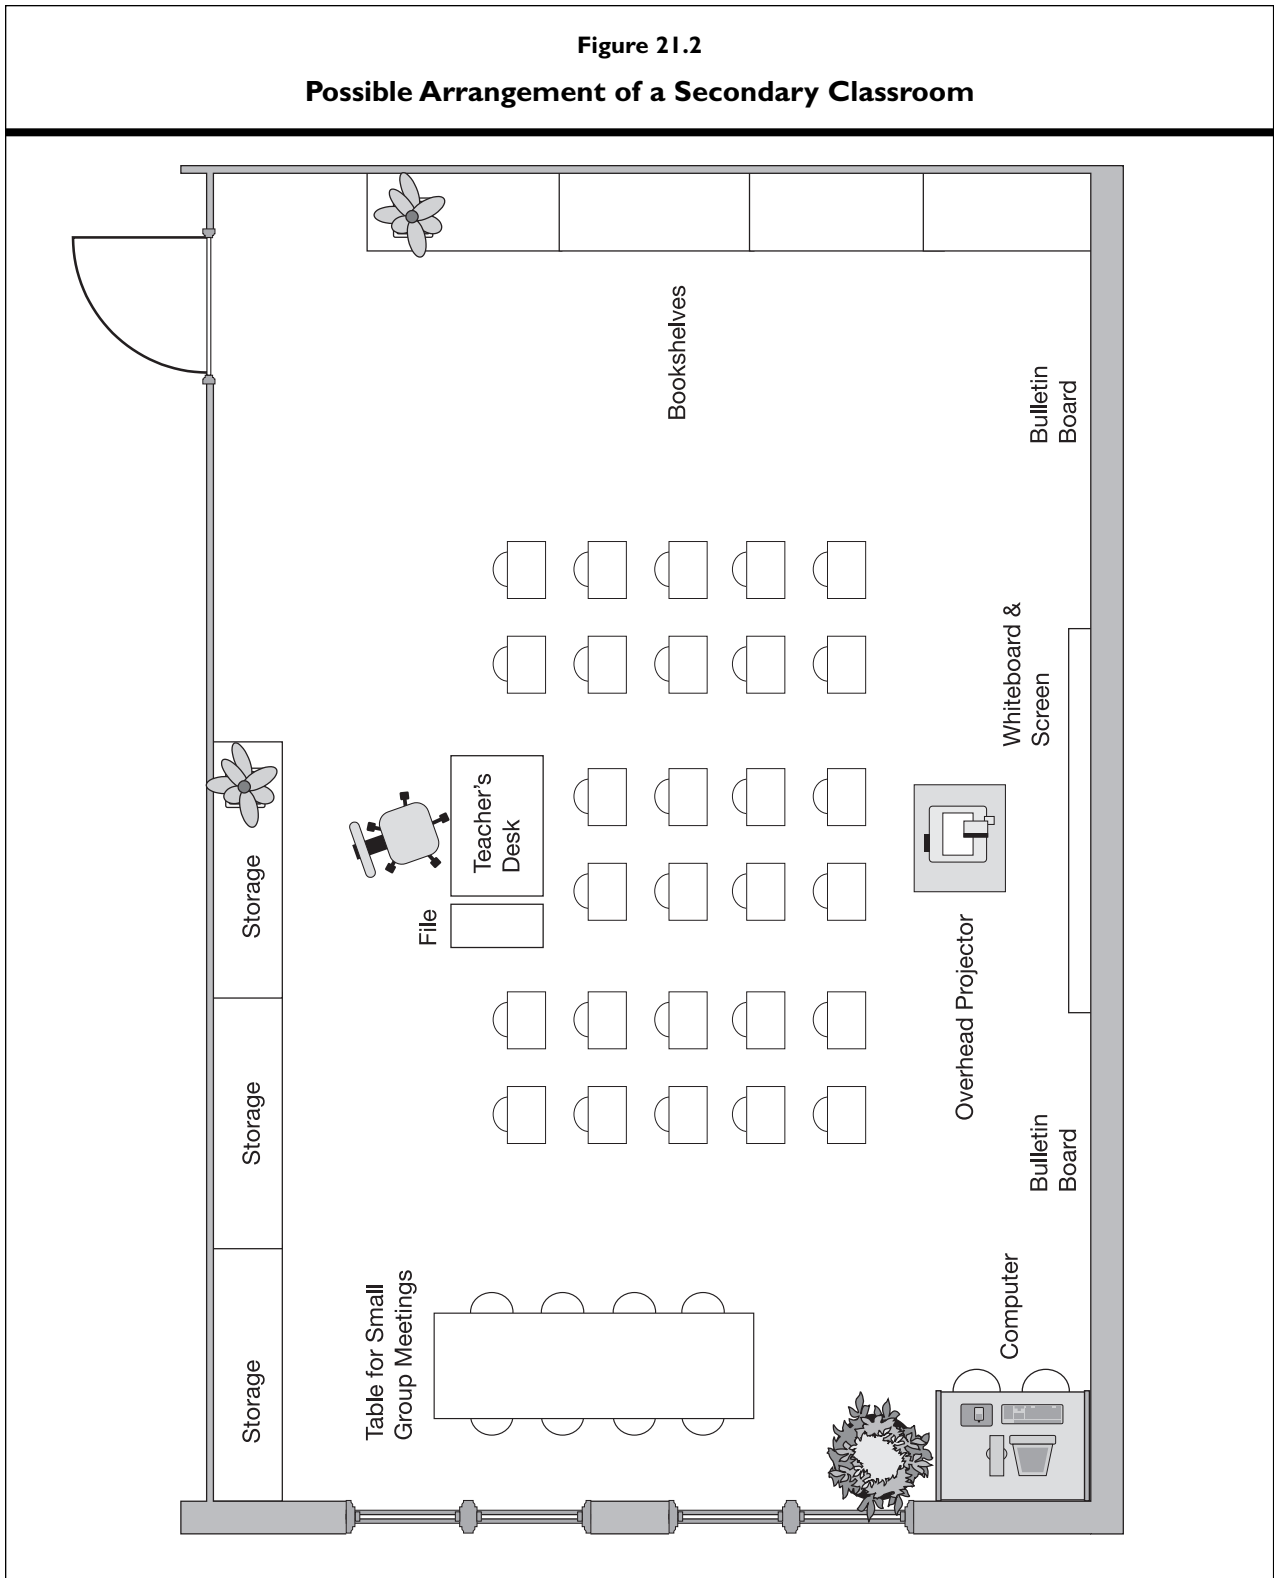 Figure 21.2
Possible Arrangement of a Secondary Classroom
Bookshelves
Bulletin
Board
Whiteboard &
Screen
Teacher's
Desk
File
Storage
Overhead Projector
Storage
Bulletin
Board
Table for Small
Group Meetings
Computer
Storage